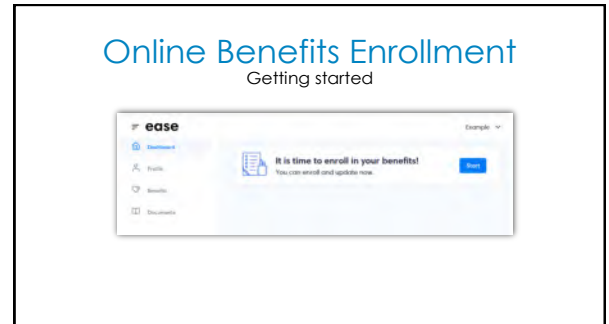 Online Benefits Enrollment
Getting started
ease
Example
Dashboard
It is time to enroll in your benefits!
Start
Profile
You can enroll and update now.
Benefits
Documents